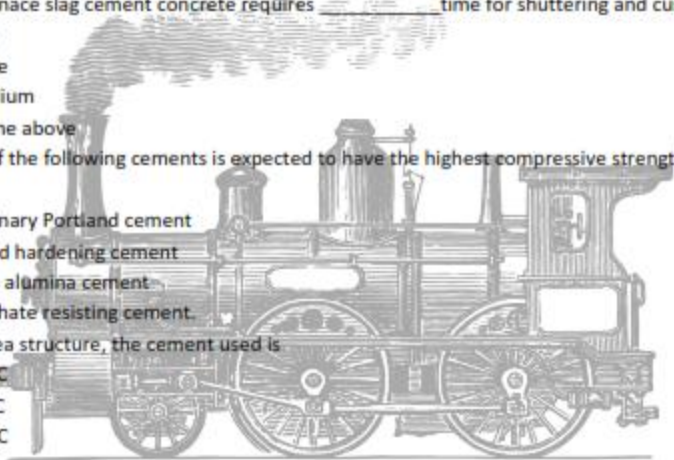 nace slag cement concrete requires ____________time for shuttering and cu
e
ium
ne above
f the following cements is expected to have the highest compressive strengt
nary Portland cement
d hardening cement
alumina cement
hate resisting cement.
ea structure, the cement used is
C
C
C